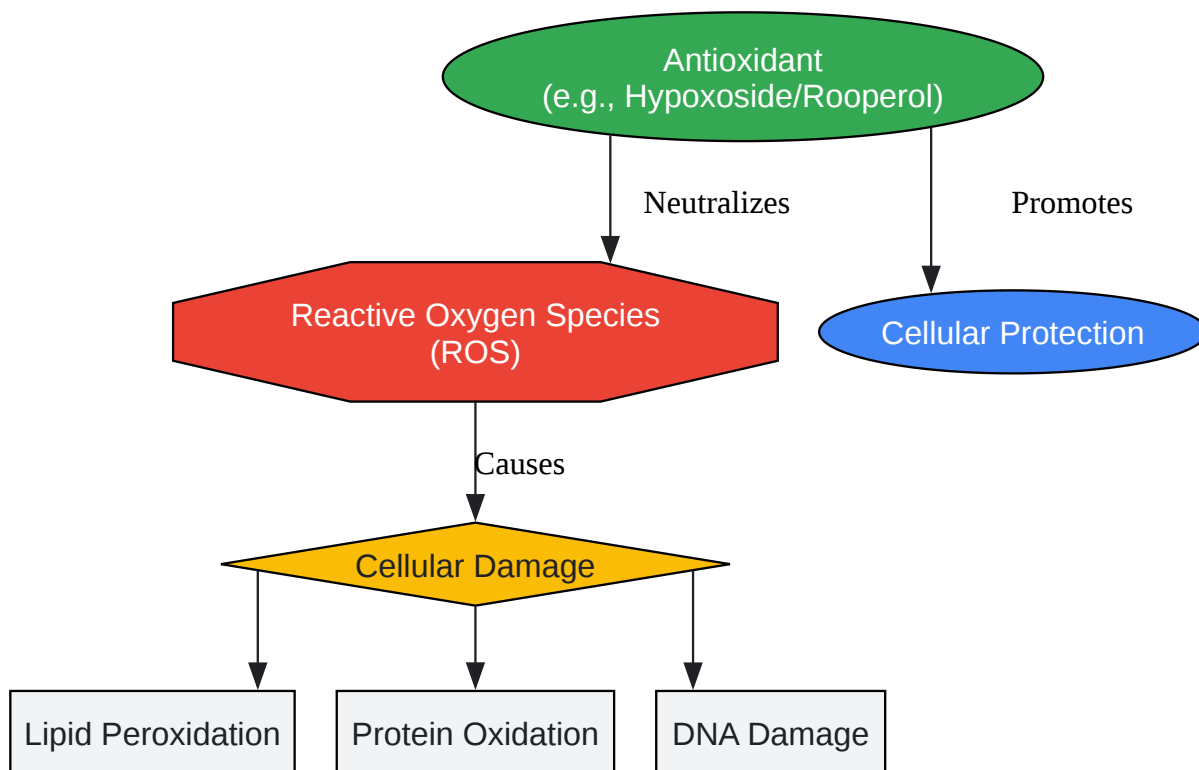 Antioxidant
(e.g., Hypoxoside/Rooperol)
Neutralizes
Promotes
Reactive Oxygen Species
(ROS)
Cellular Protection
Causes
Cellular Damage
Lipid Peroxidation
Protein Oxidation
DNA Damage